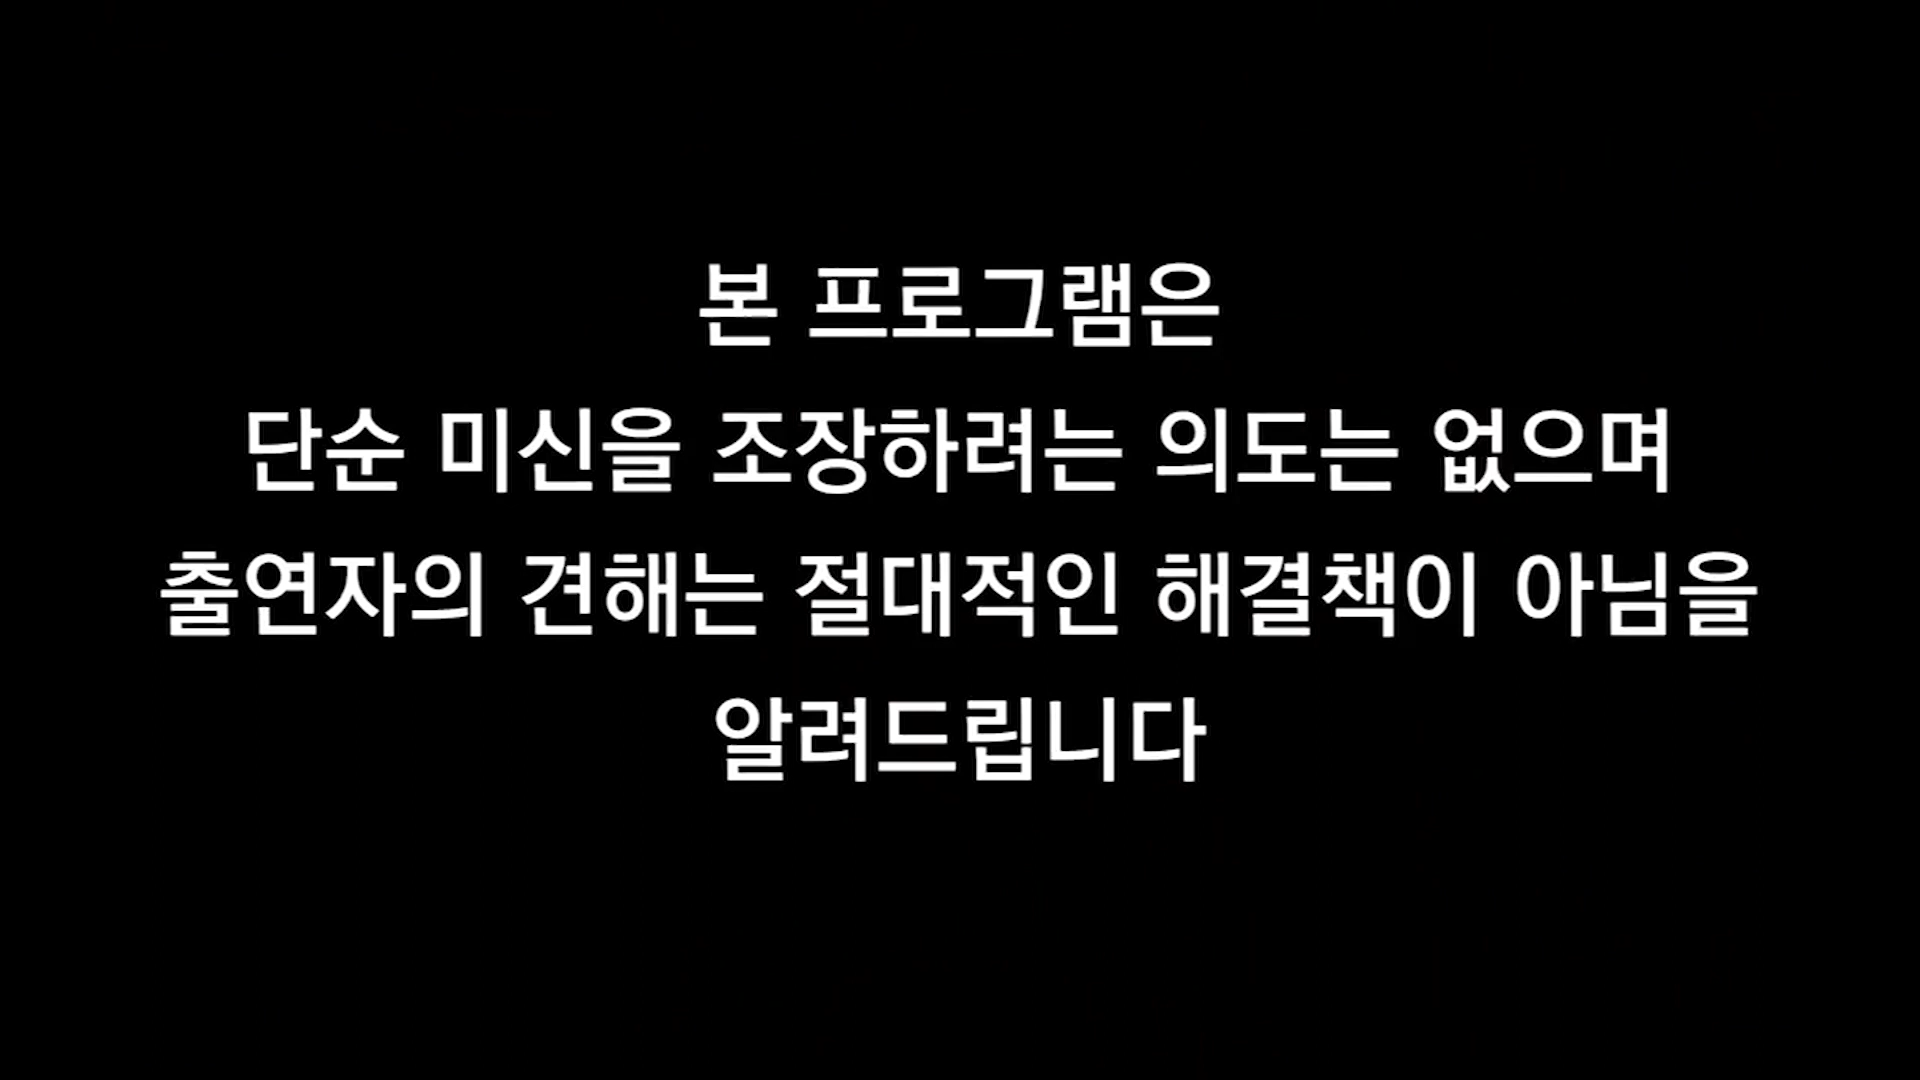 본 프로그램은
단순 미신을 조장하려는 의도는 없으며
출연자의 견해는 절대적인 해결책이 아님을
알려드립니다